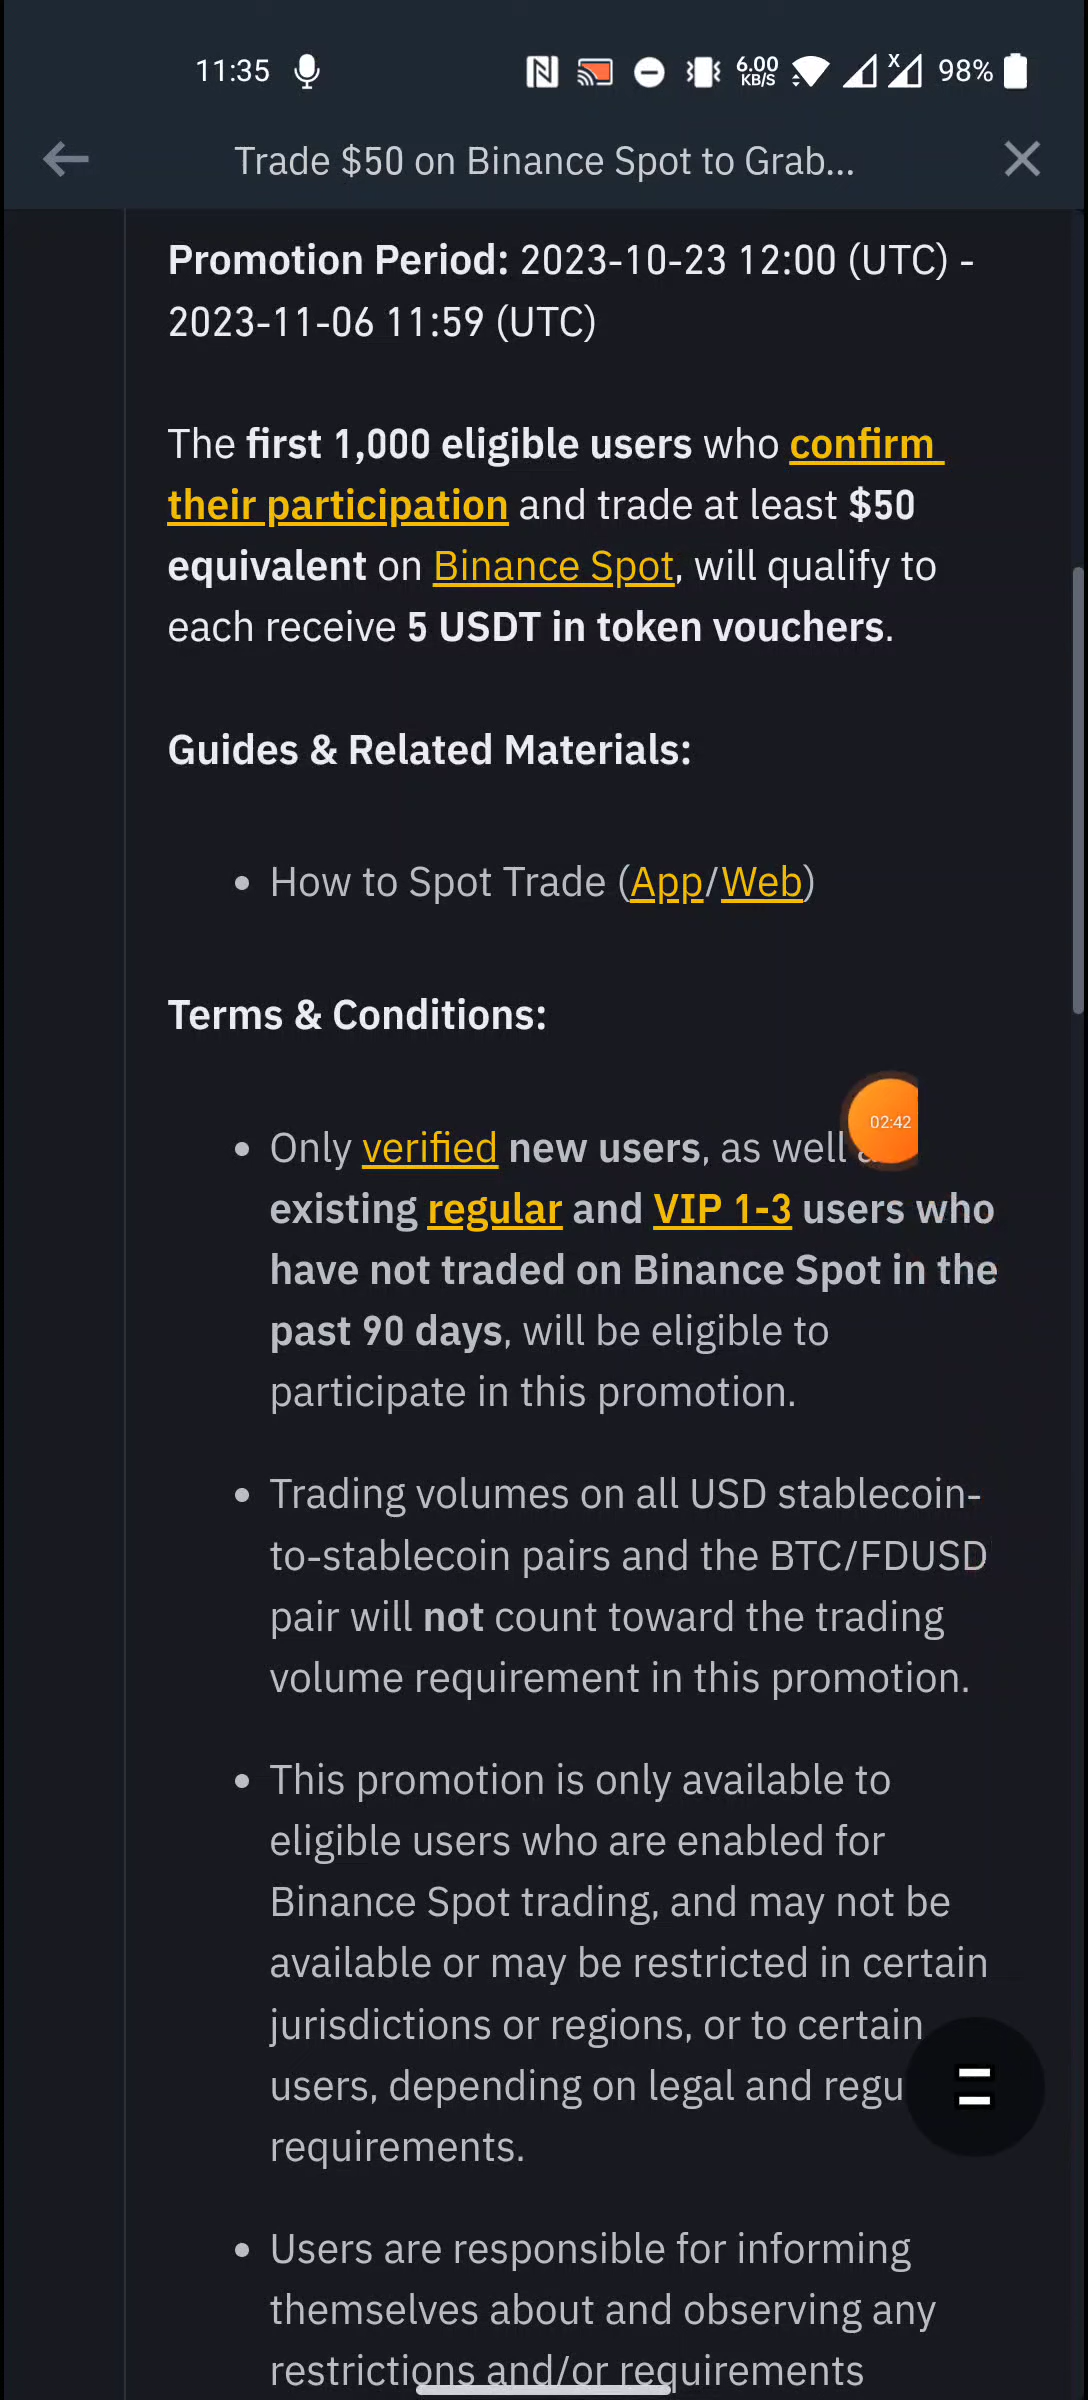 11:35
6.00 KB/S
X
98%
Trade $50 on Binance Spot to Grab...
Promotion Period: 2023-10-23 12:00 (UTC) -
2023-11-06 11:59 (UTC)
The first 1,000 eligible users who confirm
their participation and trade at least $50
equivalent on Binance Spot, will qualify to
each receive 5 USDT in token vouchers.
Guides & Related Materials:
• How to Spot Trade (App/Web)
Terms & Conditions:
02:42
• Only verified new users, as well
existing regular and VIP 1-3 users who
have not traded on Binance Spot in the
past 90 days, will be eligible to
participate in this promotion.
• Trading volumes on all USD stablecoin-
to-stablecoin pairs and the BTC/FDUSD
pair will not count toward the trading
volume requirement in this promotion.
• This promotion is only available to
eligible users who are enabled for
Binance Spot trading, and may not be
available or may be restricted in certain
jurisdictions or regions, or to certain
users, depending on legal and regu
requirements.
• Users are responsible for informing
themselves about and observing any
restrictions and/or requirements